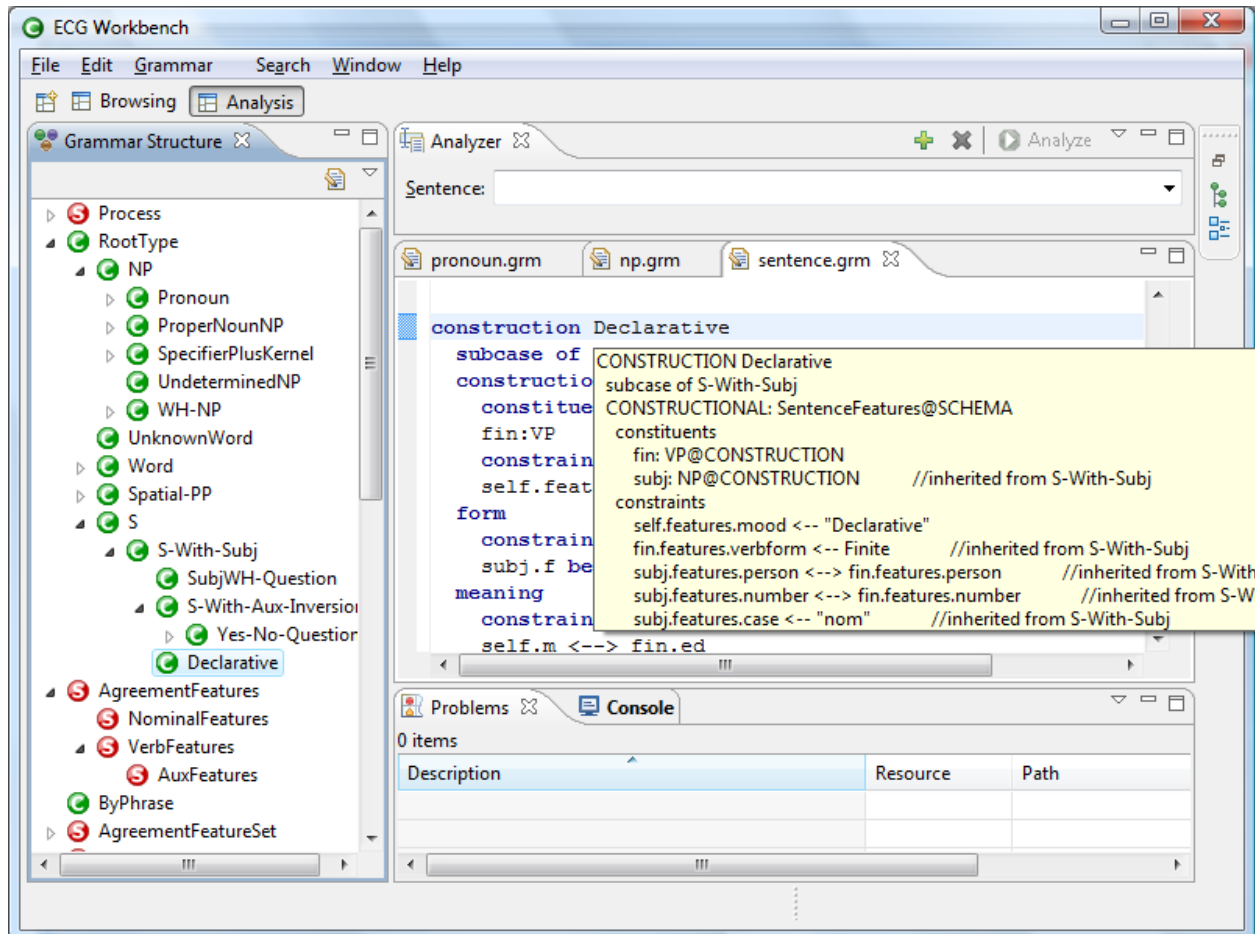 ECG Workbench
File Edit Grammar Search Window Help
Browsing Analysis
Grammar Structure
Process
RootType
NP
Pronoun
ProperNounNP
SpecifierPlusKernel
UndeterminedNP
WH-NP
UnknownWord
Word
Spatial-PP
S
S-With-Subj
SubjWH-Question
S-With-Aux-Inversion
Yes-No-Question
Declarative
AgreementFeatures
NominalFeatures
VerbFeatures
AuxFeatures
ByPhrase
AgreementFeatureSet
Analyzer Analyze
Sentence:
pronoun.grm np.grm sentence.grm
construction Declarative
subcase of
constructio
constitue
fin:VP
constrain
self.feat
form
constrain
subj.f be
meaning
constrain
self.m <--> fin.ed
CONSTRUCTION Declarative
subcase of S-With-Subj
CONSTRUCTIONAL: SentenceFeatures@SCHEMA
constituents
fin: VP@CONSTRUCTION
subj: NP@CONSTRUCTION //inherited from S-With-Subj
constraints
self.features.mood <-- "Declarative"
fin.features.verbform <-- Finite //inherited from S-With-Subj
subj.features.person <--> fin.features.person //inherited from S-With
subj.features.number <--> fin.features.number //inherited from S-W
subj.features.case <-- "nom" //inherited from S-With-Subj
Problems Console
0 items
Description Resource Path